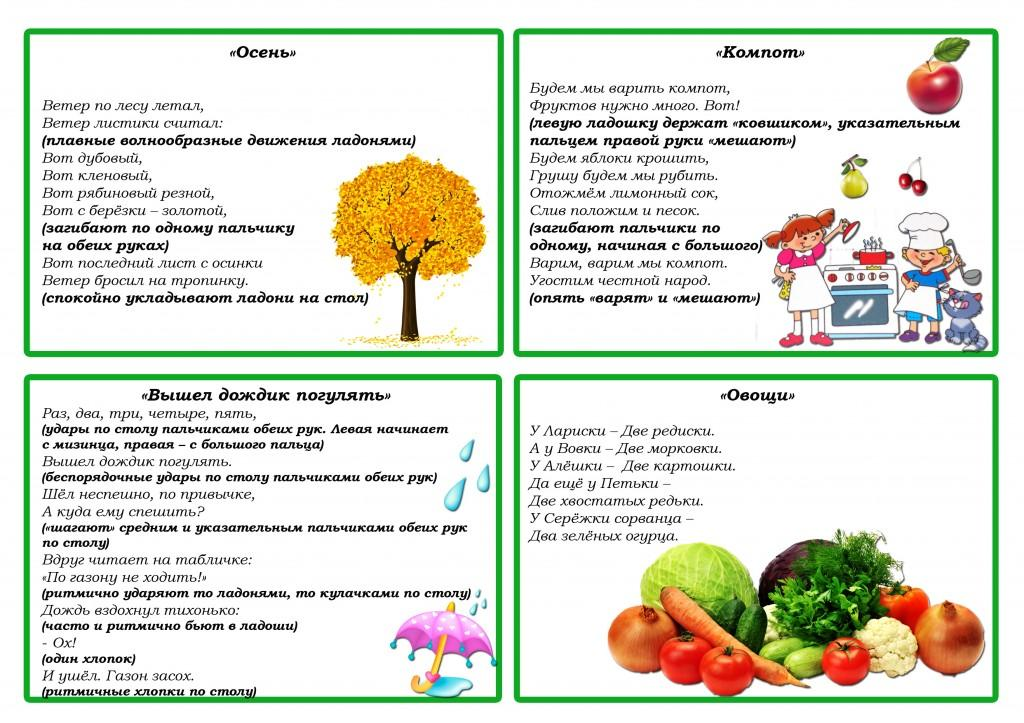 «Осень»
Ветер по лесу летал,
Ветер листики считал:
(плавные волнообразные движения ладонями)
Вот дубовый,
Вот кленовый,
Вот рябиновый резной,
Вот с берёзки – золотой,
(загибают по одному пальчику
на обеих руках)
Вот последний лист с осинки
Ветер бросил на тропинку.
(спокойно укладывают ладони на стол)
«Компот»
Будем мы варить компот,
Фруктов нужно много. Вот!
(левую ладошку держат «ковшиком», указательным
пальцем правой руки «мешают»)
Будем яблоки крошить,
Грушу будем мы рубить.
Отожмём лимонный сок,
Слив положим и песок.
(загибают пальчики по
одному, начиная с большого)
Варим, варим мы компот.
Угостим честной народ.
(опять «варят» и «мешают»)
«Вышел дождик погулять»
Раз, два, три, четыре, пять,
(удары по столу пальчиками обеих рук. Левая начинает
с мизинца, правая – с большого пальца)
Вышел дождик погулять.
(беспорядочные удары по столу пальчиками обеих рук)
Шёл неспешно, по привычке,
А куда ему спешить?
(«шагают» средним и указательным пальчиками обеих рук
по столу)
Вдруг читает на табличке:
«По газону не ходить!»
(ритмично ударяют то ладонями, то кулачками по столу)
Дождь вздохнул тихонько:
(часто и ритмично бьют в ладоши)
- Ох!
(один хлопок)
И ушёл. Газон засох.
(ритмичные хлопки по столу)
«Овощи»
У Лариски – Две редиски.
А у Вовки – Две морковки.
У Алёшки – Две картошки.
Да ещё у Петьки –
Две хвостатых редьки.
У Серёжки сорванца –
Два зелёных огурца.